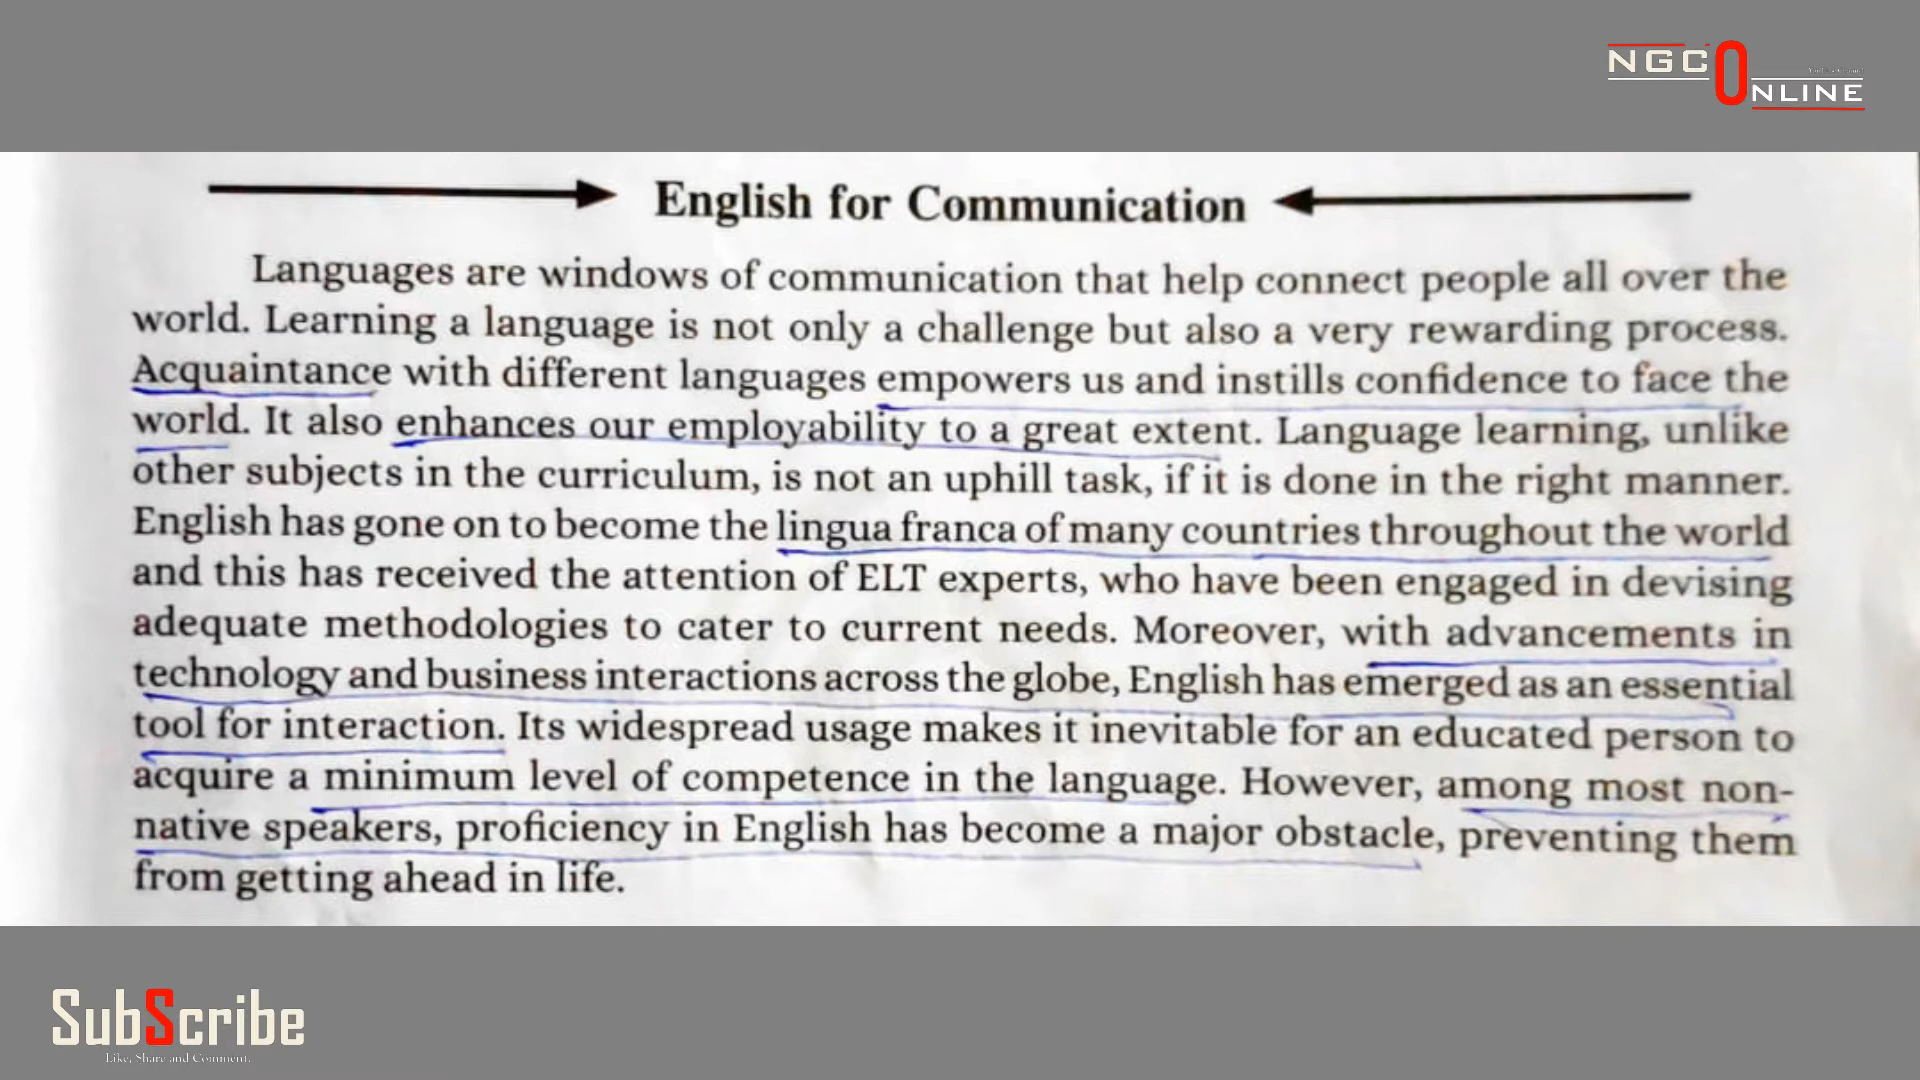 NGC ONLINE
English for Communication
Languages are windows of communication that help connect people all over the
world. Learning a language is not only a challenge but also a very rewarding process.
Acquaintance with different languages empowers us and instills confidence to face the
world. It also enhances our employability to a great extent. Language learning, unlike
other subjects in the curriculum, is not an uphill task, if it is done in the right manner.
English has gone on to become the lingua franca of many countries throughout the world
and this has received the attention of ELT experts, who have been engaged in devising
adequate methodologies to cater to current needs. Moreover, with advancements in
technology and business interactions across the globe, English has emerged as an essential
tool for interaction. Its widespread usage makes it inevitable for an educated person to
acquire a minimum level of competence in the language. However, among most non-
native speakers, proficiency in English has become a major obstacle, preventing them
from getting ahead in life.
SubScribe
Like, Share and Comment.